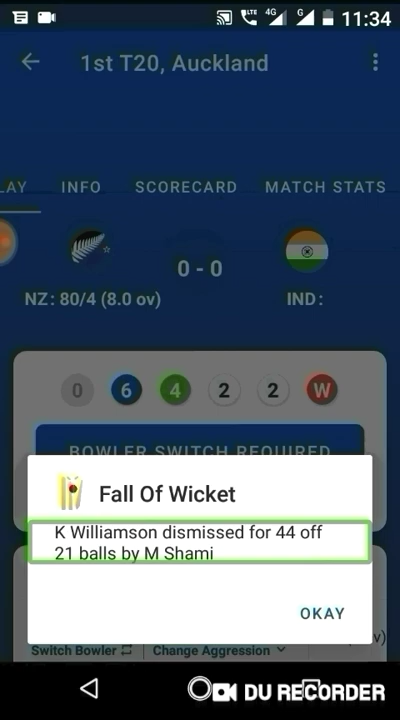 LTE 4G G 11:34
1st T20, Auckland
LAY INFO SCORECARD MATCH STATS
0 - 0
NZ: 80/4 (8.0 ov) IND:
0 6 4 2 2 W
BOWLER SWITCH REQUIRED
Fall Of Wicket
K Williamson dismissed for 44 off
21 balls by M Shami
OKAY
Switch Bowler Change Aggression v)
DU RECORDER